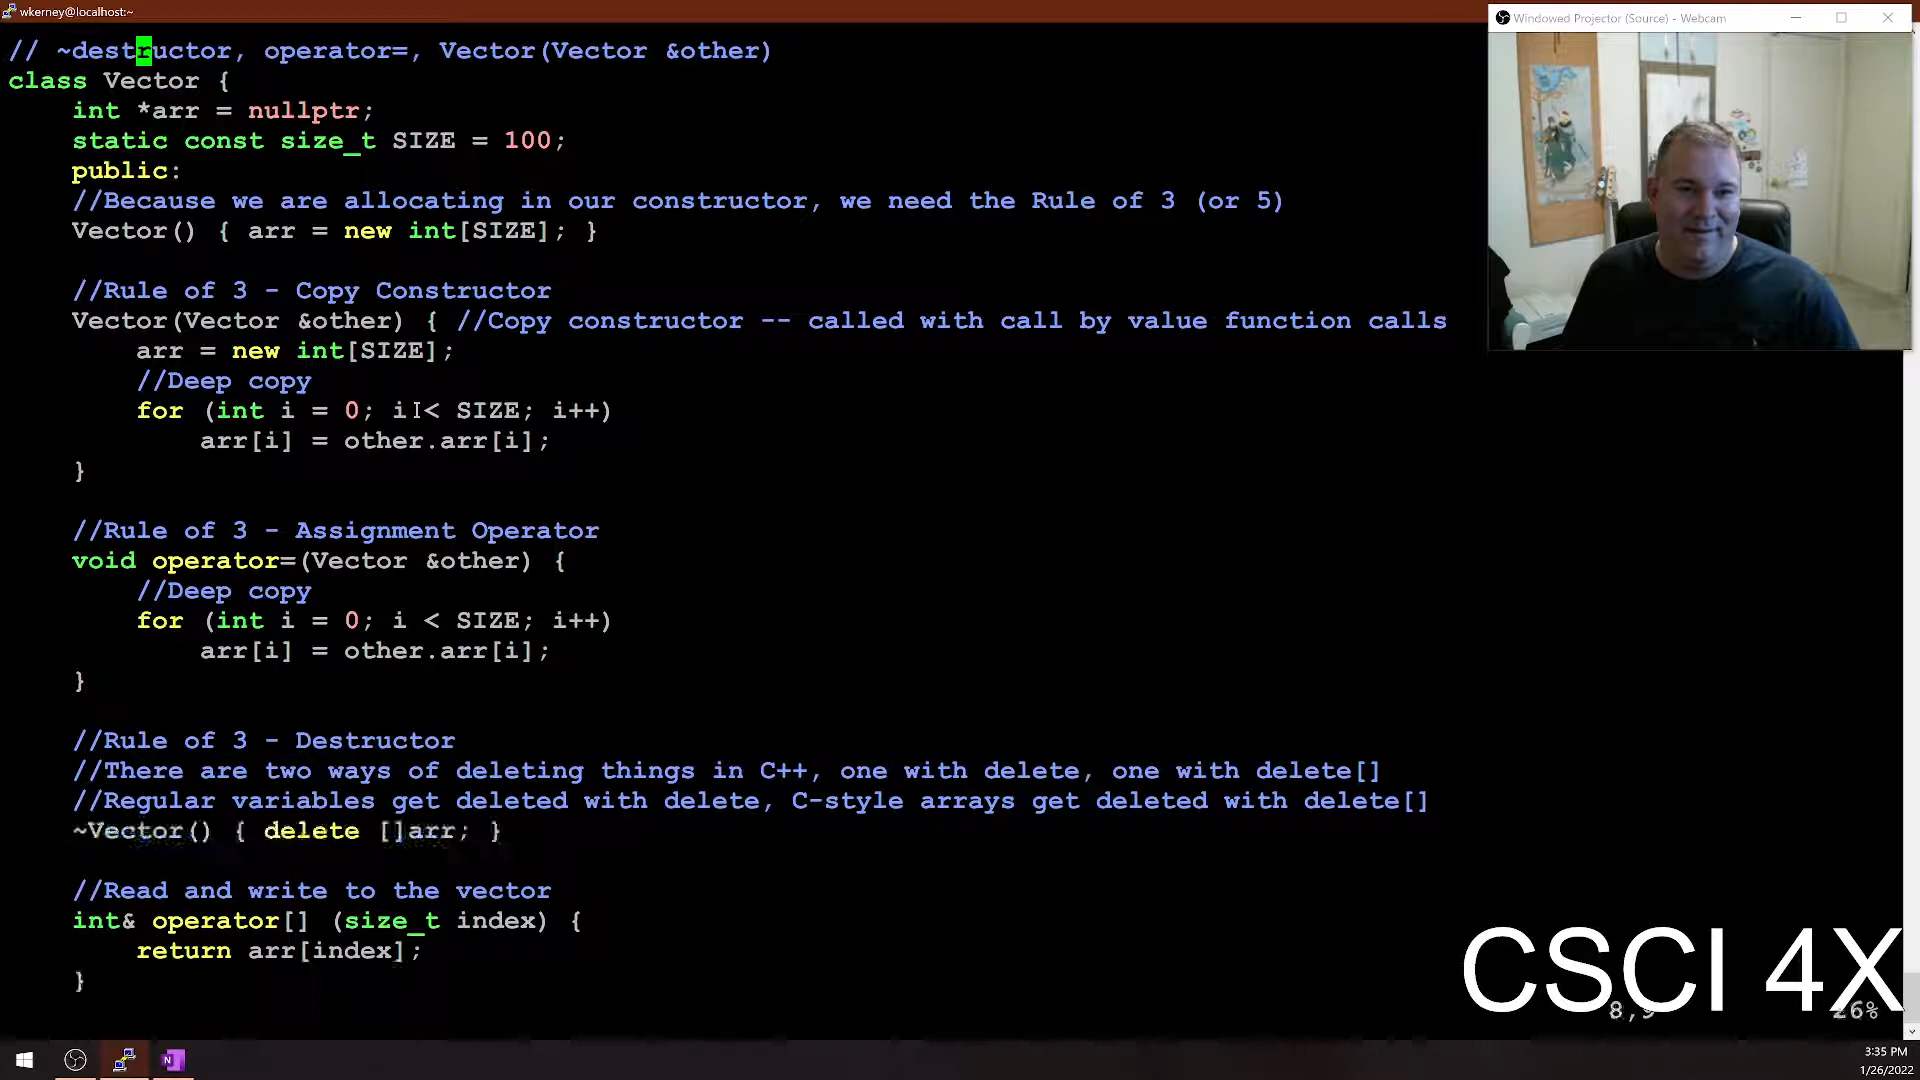 wkerney@localhost:~
Windowed Projector (Source) - Webcam
// ~destructor, operator=, Vector(Vector &other)
class Vector {
    int *arr = nullptr;
    static const size_t SIZE = 100;
    public:
    //Because we are allocating in our constructor, we need the Rule of 3 (or 5)
    Vector() { arr = new int[SIZE]; }
    //Rule of 3 - Copy Constructor
    Vector(Vector &other) { //Copy constructor -- called with call by value function calls
        arr = new int[SIZE];
        //Deep copy
        for (int i = 0; i < SIZE; i++)
            arr[i] = other.arr[i];
    }
    //Rule of 3 - Assignment Operator
    void operator=(Vector &other) {
        //Deep copy
        for (int i = 0; i < SIZE; i++)
            arr[i] = other.arr[i];
    }
    //Rule of 3 - Destructor
    //There are two ways of deleting things in C++, one with delete, one with delete[]
    //Regular variables get deleted with delete, C-style arrays get deleted with delete[]
    ~Vector() { delete []arr; }
    //Read and write to the vector
    int& operator[] (size_t index) {
        return arr[index];
    }
CSCI 4X
26%
3:35 PM
1/26/2022